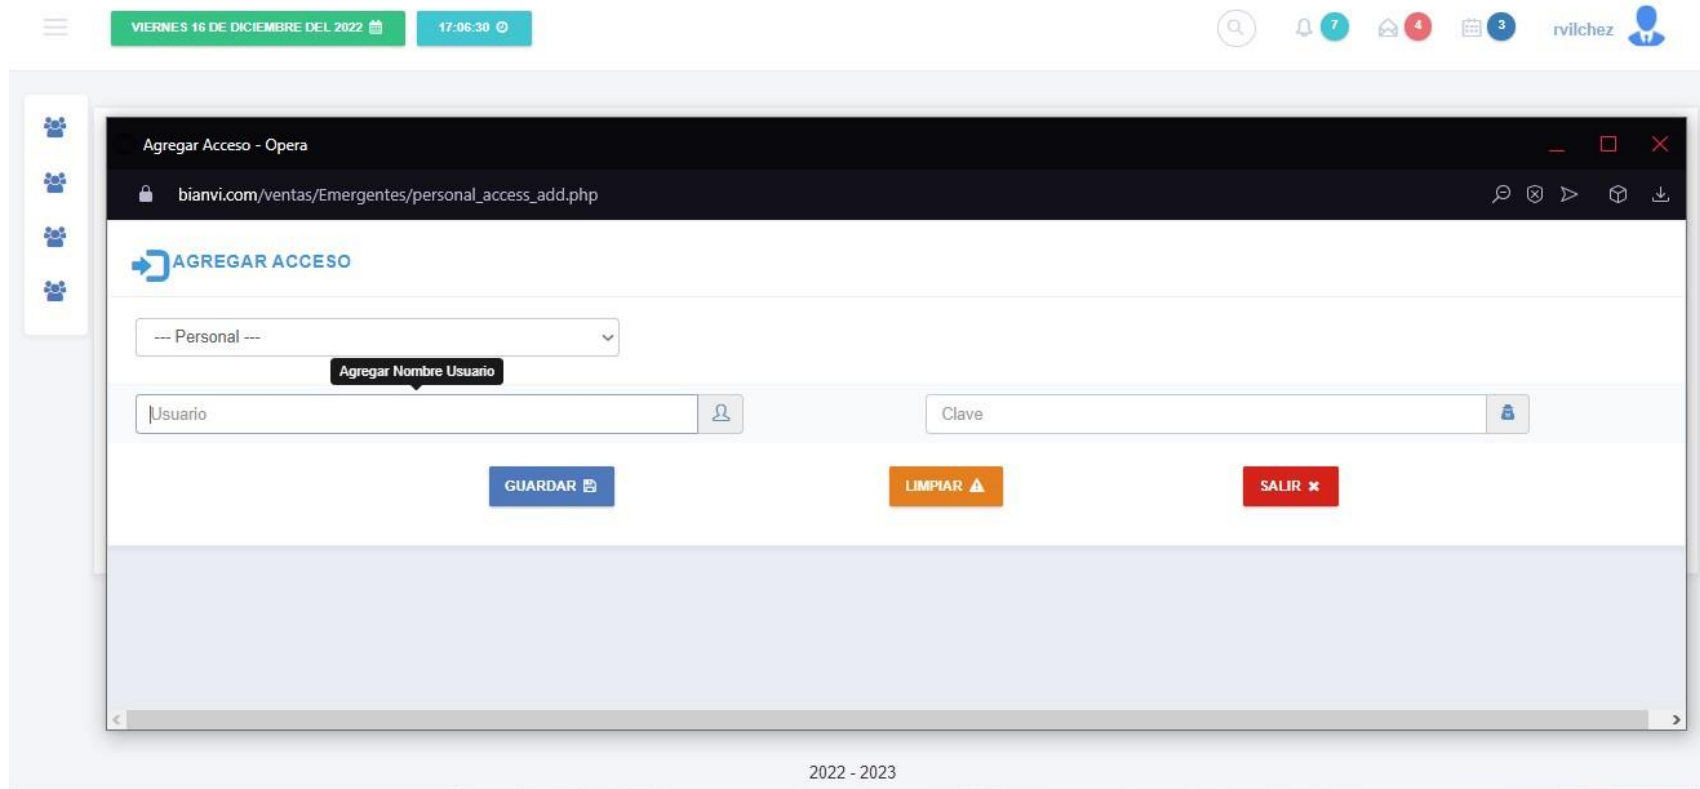 VIERNES 16 DE DICIEMBRE DEL 2022
17:06:30
7
4
3
rvilchez
Agregar Acceso - Opera
bianvi.com/ventas/Emergentes/personal_access_add.php
AGREGAR ACCESO
--- Personal ---
Agregar Nombre Usuario
Usuario
Clave
GUARDAR
LIMPIAR
SALIR
2022 - 2023